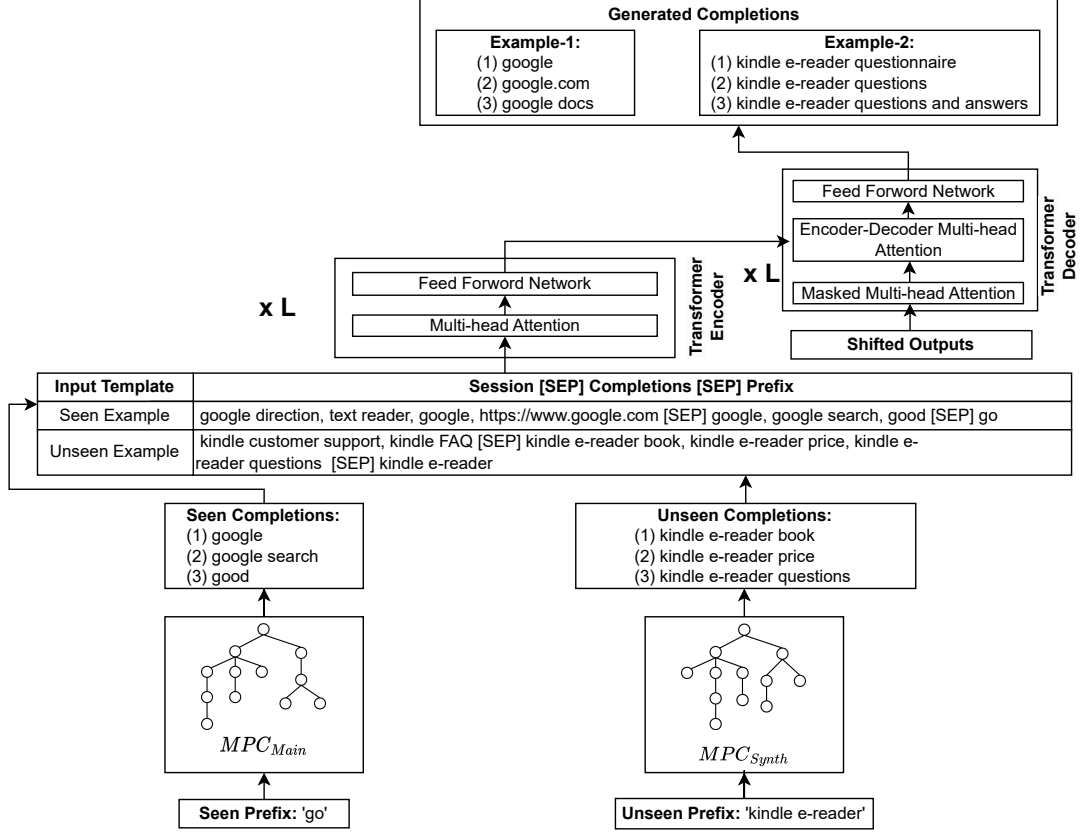 Generated Completions
Example-1:
(1) google
(2) google.com
(3) google docs
Example-2:
(1) kindle e-reader questionnaire
(2) kindle e-reader questions
(3) kindle e-reader questions and answers
Feed Forword Network
Encoder-Decoder Multi-head
Attention
Masked Multi-head Attention
x L
Transformer
Decoder
Shifted Outputs
Feed Forword Network
Multi-head Attention
x L
Transformer
Encoder
Input Template
Session [SEP] Completions [SEP] Prefix
Seen Example
google direction, text reader, google, https://www.google.com [SEP] google, google search, good [SEP] go
Unseen Example
kindle customer support, kindle FAQ [SEP] kindle e-reader book, kindle e-reader price, kindle e-
reader questions [SEP] kindle e-reader
Seen Completions:
(1) google
(2) google search
(3) good
Unseen Completions:
(1) kindle e-reader book
(2) kindle e-reader price
(3) kindle e-reader questions
MPC_Main
MPC_Synth
Seen Prefix: 'go'
Unseen Prefix: 'kindle e-reader'